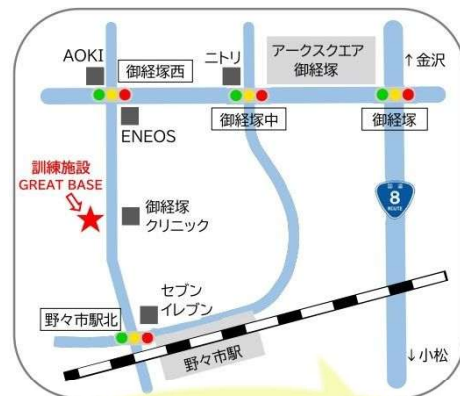 AOKI
御経塚西
ニトリ
アークスクエア
御経塚
↑金沢
ENEOS
御経塚中
御経塚
訓練施設
GREAT BASE
国道
8
ROUTE
御経塚
クリニック
セブン
イレブン
野々市駅北
野々市駅
↓小松